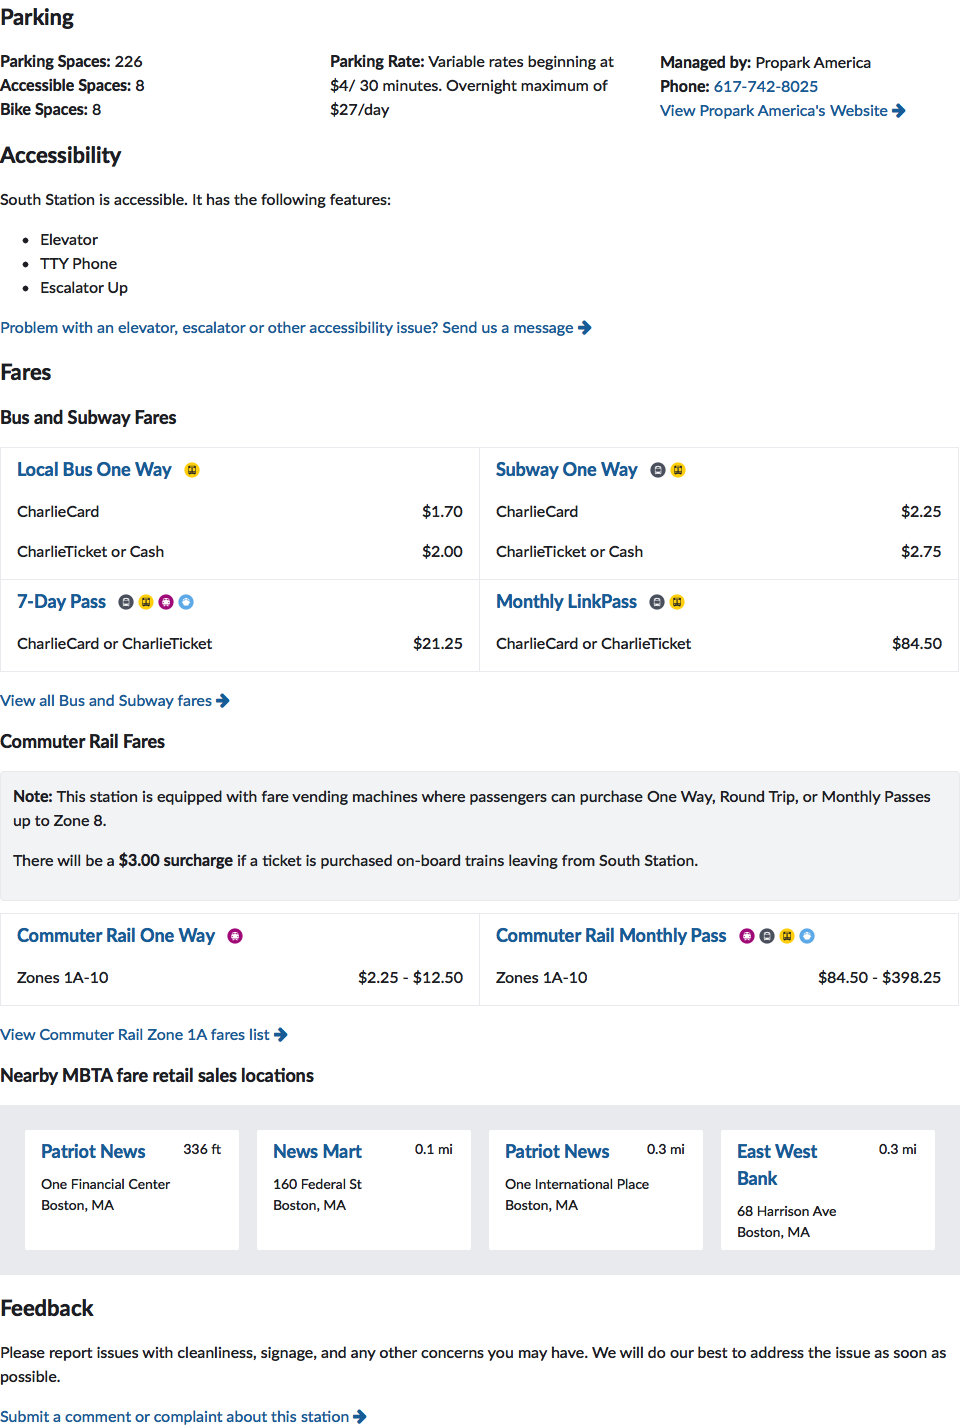 Parking
Parking Spaces: 226
Accessible Spaces: 8
Bike Spaces: 8
Parking Rate: Variable rates beginning at
$4/ 30 minutes. Overnight maximum of
$27/day
Managed by: Propark America
Phone: 617-742-8025
View Propark America's Website
Accessibility
South Station is accessible. It has the following features:
Elevator
TTY Phone
Escalator Up
Problem with an elevator, escalator or other accessibility issue? Send us a message
Fares
Bus and Subway Fares
Local Bus One Way
CharlieCard $1.70
CharlieTicket or Cash $2.00
Subway One Way
CharlieCard $2.25
CharlieTicket or Cash $2.75
7-Day Pass
CharlieCard or CharlieTicket $21.25
Monthly LinkPass
CharlieCard or CharlieTicket $84.50
View all Bus and Subway fares
Commuter Rail Fares
Note: This station is equipped with fare vending machines where passengers can purchase One Way, Round Trip, or Monthly Passes
up to Zone 8.
There will be a $3.00 surcharge if a ticket is purchased on-board trains leaving from South Station.
Commuter Rail One Way
Zones 1A-10 $2.25 - $12.50
Commuter Rail Monthly Pass
Zones 1A-10 $84.50 - $398.25
View Commuter Rail Zone 1A fares list
Nearby MBTA fare retail sales locations
Patriot News 336 ft
One Financial Center
Boston, MA
News Mart 0.1 mi
160 Federal St
Boston, MA
Patriot News 0.3 mi
One International Place
Boston, MA
East West 0.3 mi
Bank
68 Harrison Ave
Boston, MA
Feedback
Please report issues with cleanliness, signage, and any other concerns you may have. We will do our best to address the issue as soon as
possible.
Submit a comment or complaint about this station